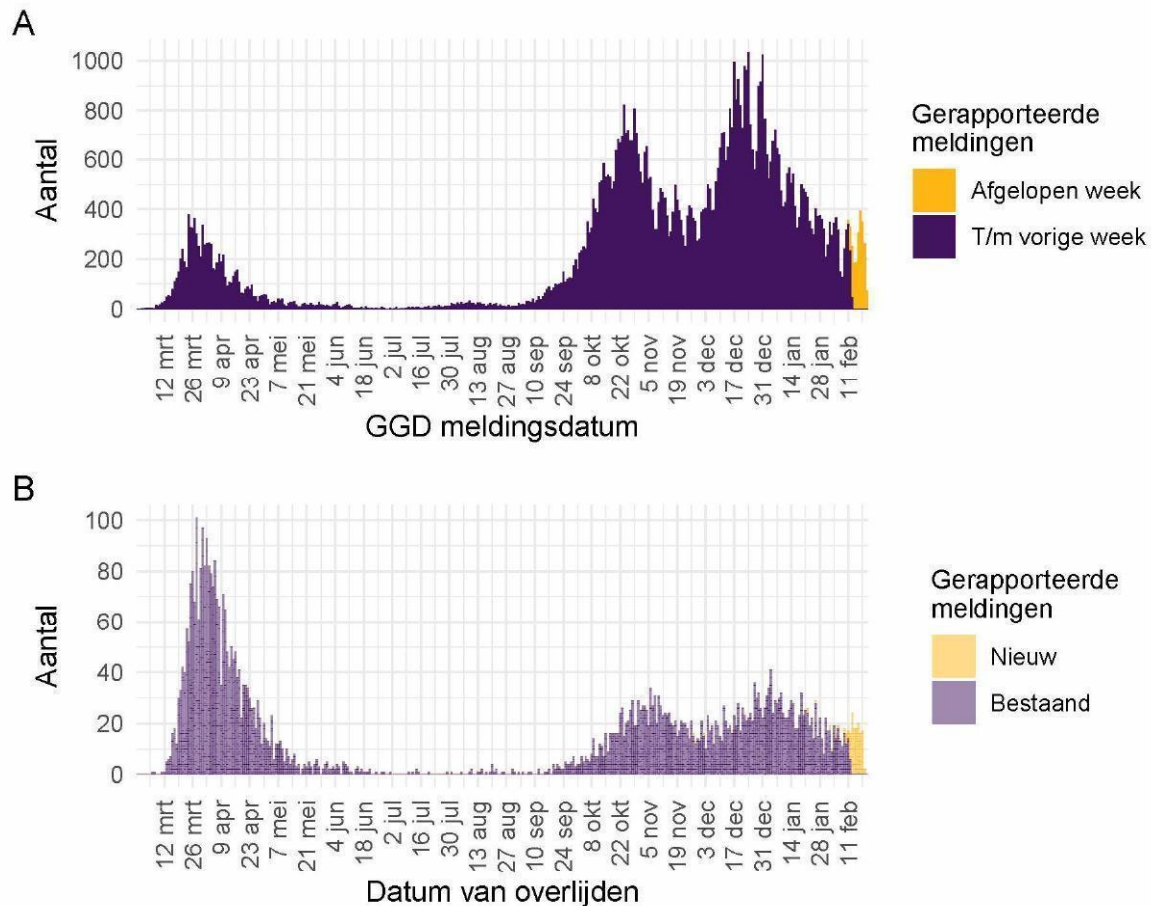 A
1000
800
600
400
200
0
Aantal
12 mrt
26 mrt
9 apr
23 apr
7 mei
21 mei
4 jun
18 jun
2 jul
16 jul
30 jul
13 aug
27 aug
10 sep
24 sep
8 okt
22 okt
5 nov
19 nov
3 dec
17 dec
31 dec
14 jan
28 jan
11 feb
GGD meldingsdatum
Gerapporteerde
meldingen
Afgelopen week
T/m vorige week
B
100
80
60
40
20
0
Aantal
12 mrt
26 mrt
9 apr
23 apr
7 mei
21 mei
4 jun
18 jun
2 jul
16 jul
30 jul
13 aug
27 aug
10 sep
24 sep
8 okt
22 okt
5 nov
19 nov
3 dec
17 dec
31 dec
14 jan
28 jan
11 feb
Datum van overlijden
Gerapporteerde
meldingen
Nieuw
Bestaand